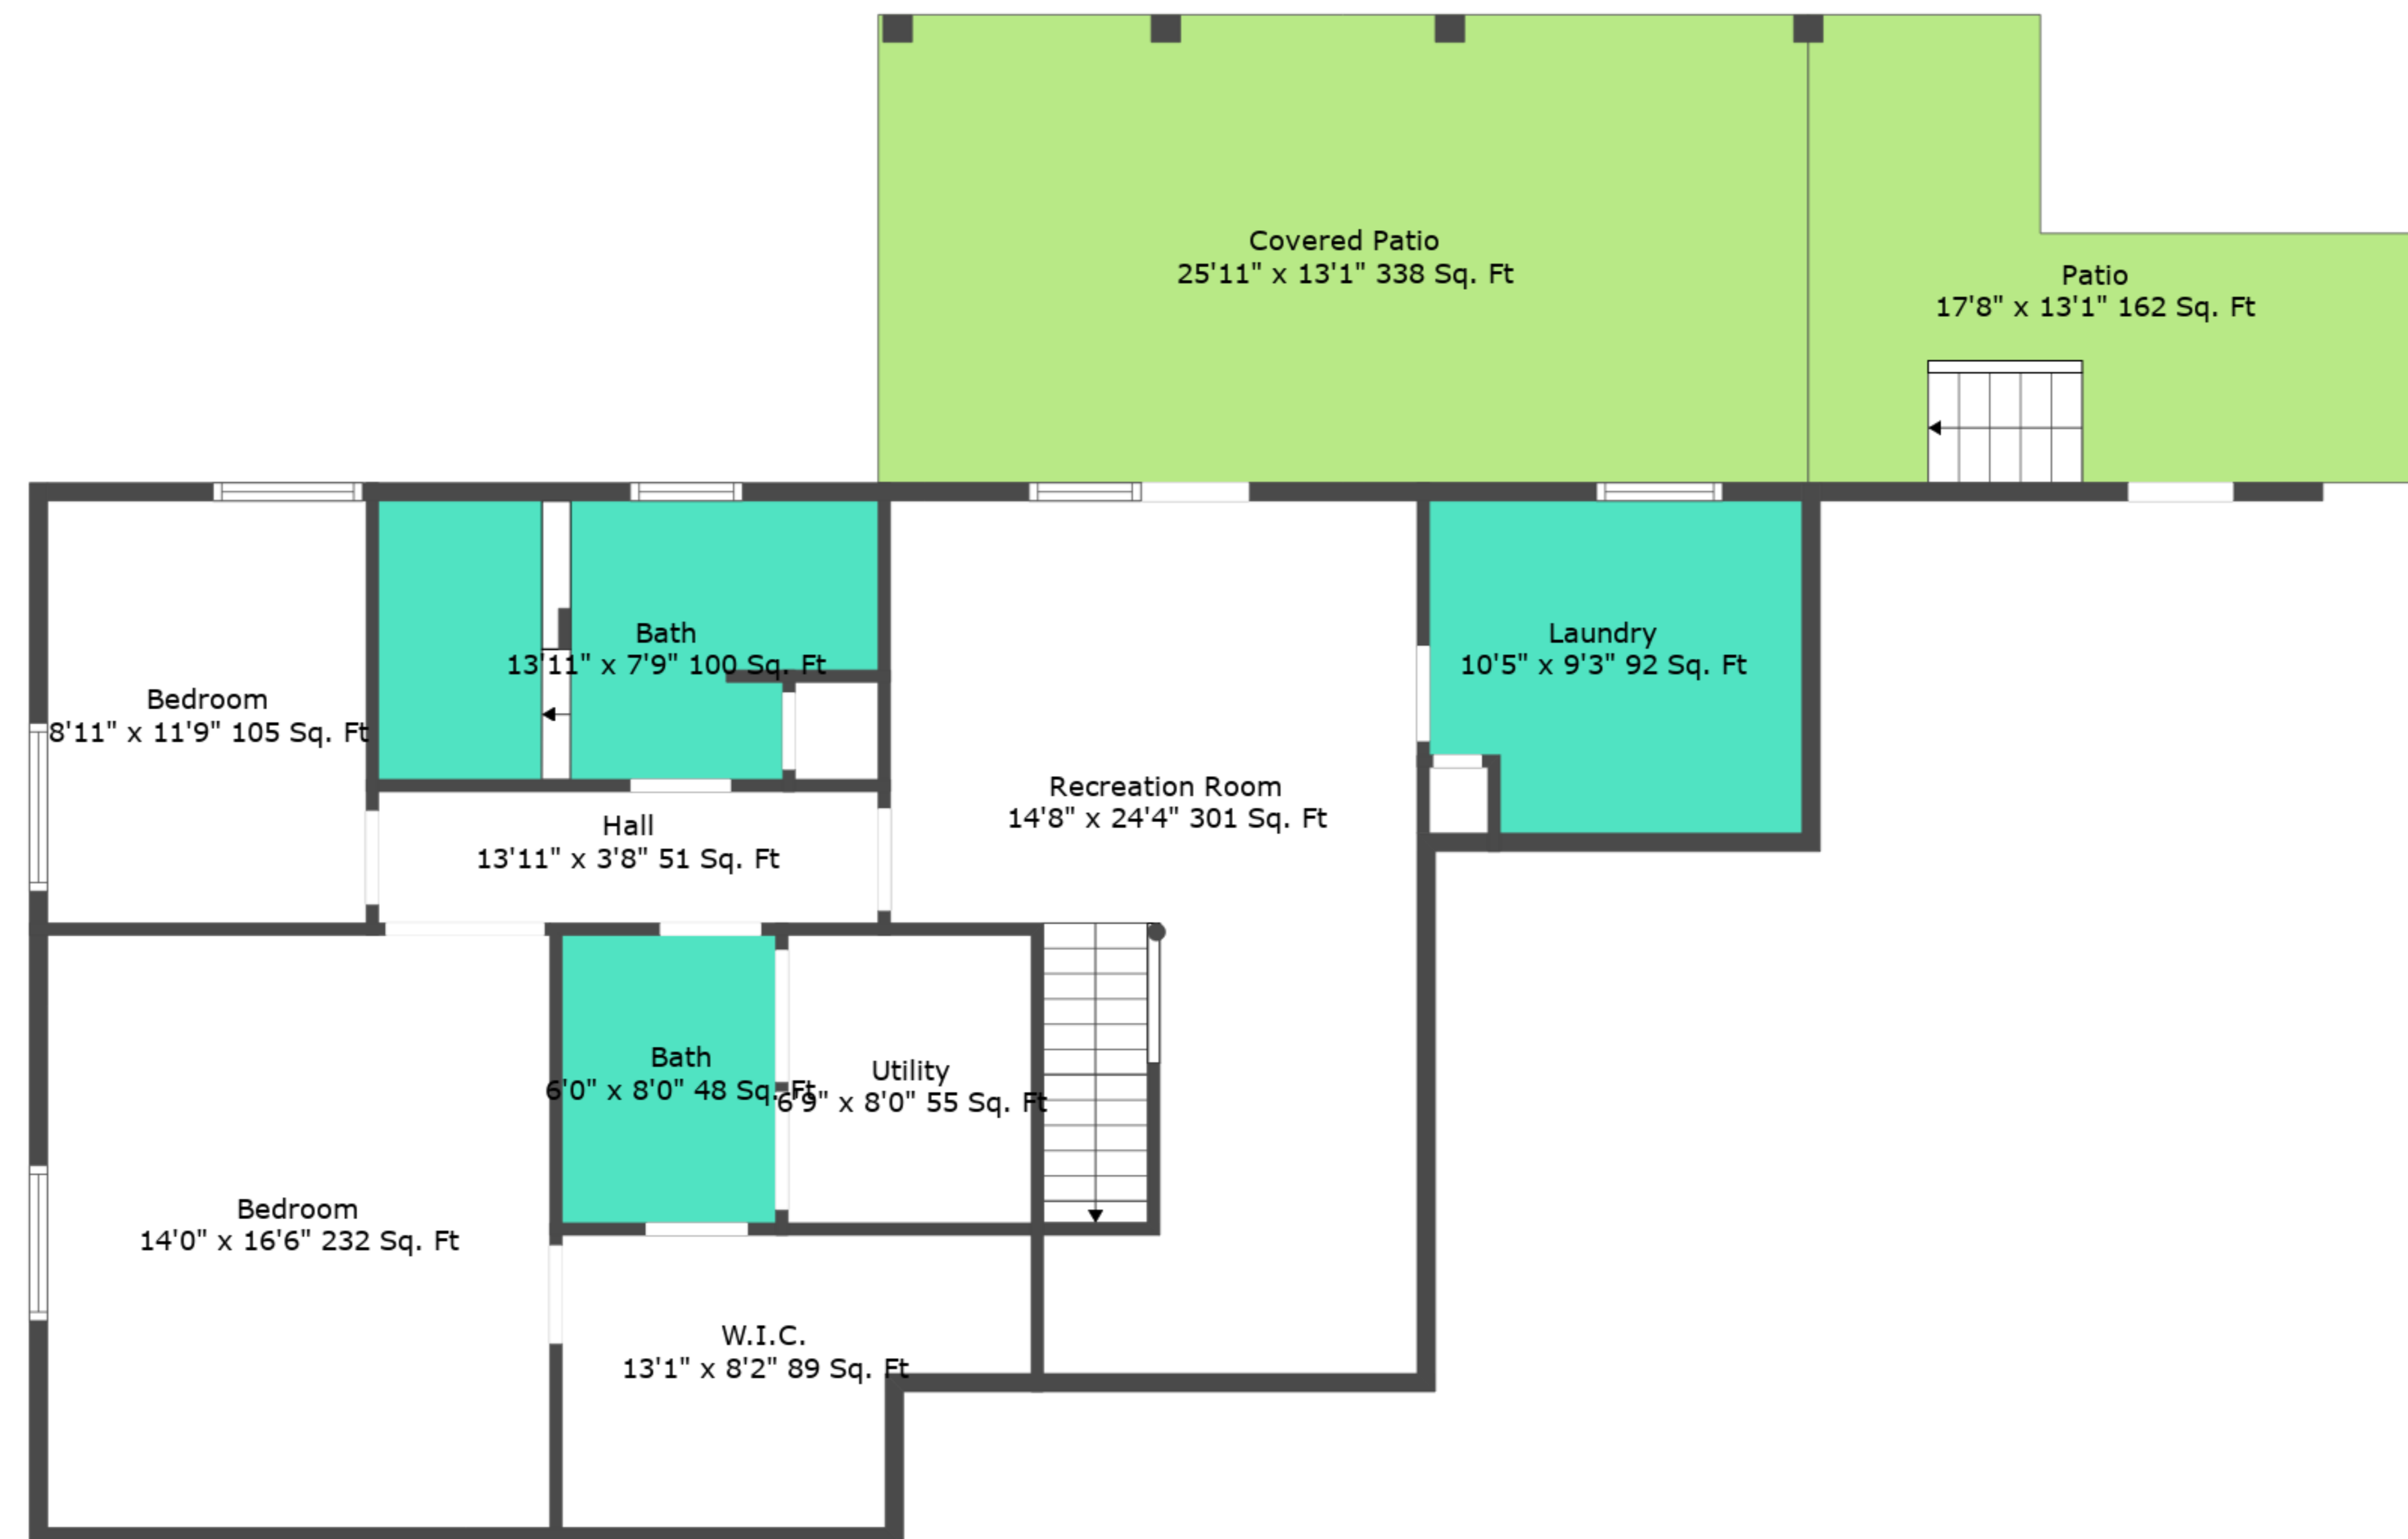 Covered Patio
25'11" x 13'1" 338 Sq. Ft
Patio
17'8" x 13'1" 162 Sq. Ft
Bath
13'11" x 7'9" 100 Sq. Ft
Laundry
10'5" x 9'3" 92 Sq. Ft
Bedroom
8'11" x 11'9" 105 Sq. Ft
Recreation Room
14'8" x 24'4" 301 Sq. Ft
Hall
13'11" x 3'8" 51 Sq. Ft
Bath
6'0" x 8'0" 48 Sq. Ft
Utility
6'9" x 8'0" 55 Sq. Ft
Bedroom
14'0" x 16'6" 232 Sq. Ft
W.I.C.
13'1" x 8'2" 89 Sq. Ft